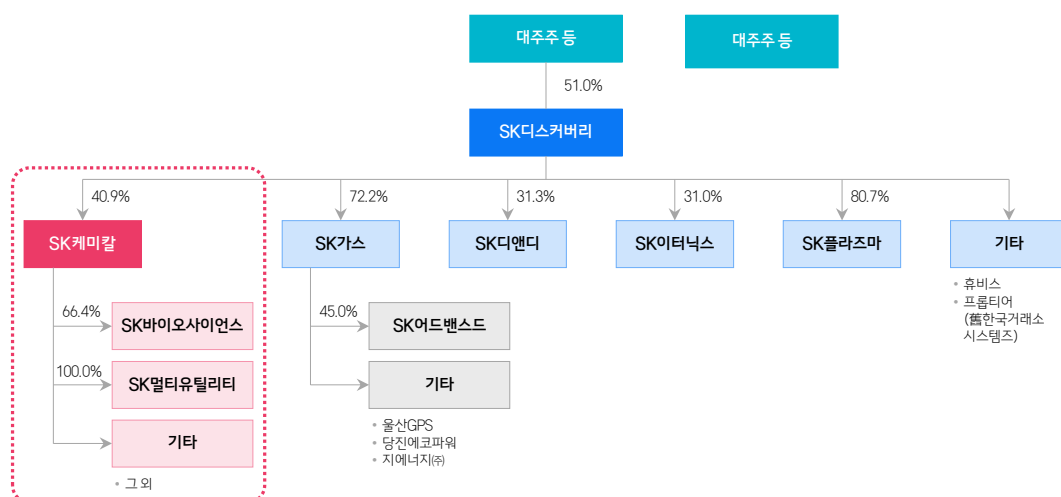 대주주 등
대주주 등
51.0%
SK디스커버리
40.9%
72.2%
31.3%
31.0%
80.7%
SK케미칼
SK가스
SK디앤디
SK이터닉스
SK플라즈마
기타
• 휴비스
• 프롭티어
(舊한국거래소
시스템즈)
66.4%
SK바이오사이언스
100.0%
SK멀티유틸리티
기타
• 그 외
45.0%
SK어드밴스드
기타
• 울산GPS
• 당진에코파워
• 지에너지㈜